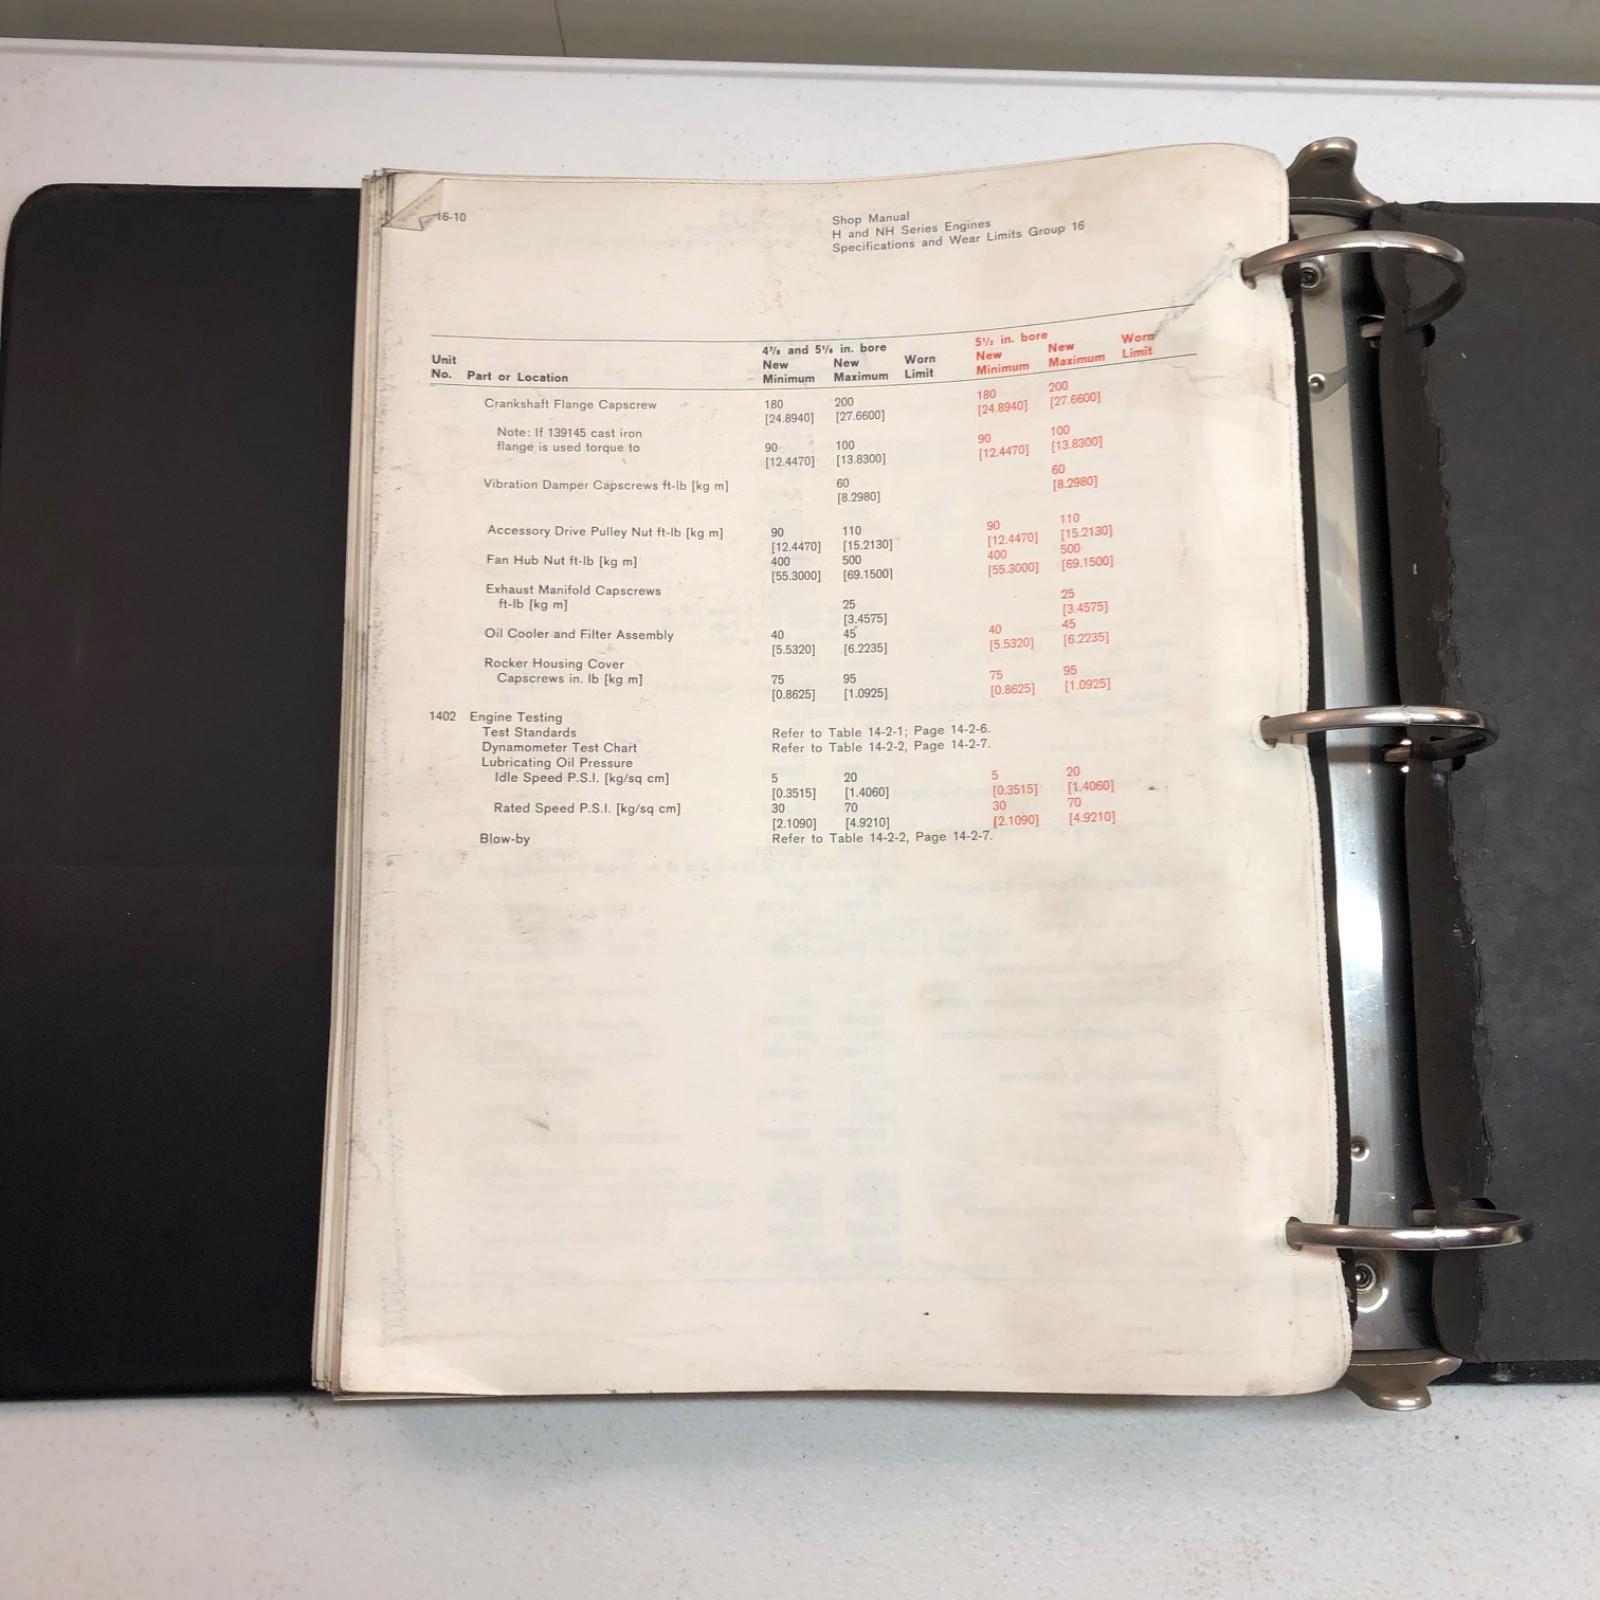 16-10
Shop Manual
H and NH Series Engines
Specifications and Wear Limits Group 16
4⅞ and 5⅛ in. bore 5½ in. bore
Unit New New Worn New New Worn
No. Part or Location Minimum Maximum Limit Minimum Maximum Limit
Crankshaft Flange Capscrew 180 200 180 200
[24.8940] [27.6600] [24.8940] [27.6600]
Note: If 139145 cast iron
flange is used torque to 90 100 90 100
[12.4470] [13.8300] [12.4470] [13.8300]
Vibration Damper Capscrews ft-lb [kg m] 60 60
[8.2980] [8.2980]
Accessory Drive Pulley Nut ft-lb [kg m] 90 110 90 110
[12.4470] [15.2130] [12.4470] [15.2130]
Fan Hub Nut ft-lb [kg m] 400 500 400 500
[55.3000] [69.1500] [55.3000] [69.1500]
Exhaust Manifold Capscrews
ft-lb [kg m] 25 25
[3.4575] [3.4575]
Oil Cooler and Filter Assembly 40 45 40 45
[5.5320] [6.2235] [5.5320] [6.2235]
Rocker Housing Cover
Capscrews in. lb [kg m] 75 95 75 95
[0.8625] [1.0925] [0.8625] [1.0925]
1402 Engine Testing
Test Standards Refer to Table 14-2-1; Page 14-2-6.
Dynamometer Test Chart Refer to Table 14-2-2, Page 14-2-7.
Lubricating Oil Pressure
Idle Speed P.S.I. [kg/sq cm] 5 20 5 20
[0.3515] [1.4060] [0.3515] [1.4060]
Rated Speed P.S.I. [kg/sq cm] 30 70 30 70
[2.1090] [4.9210] [2.1090] [4.9210]
Blow-by Refer to Table 14-2-2, Page 14-2-7.